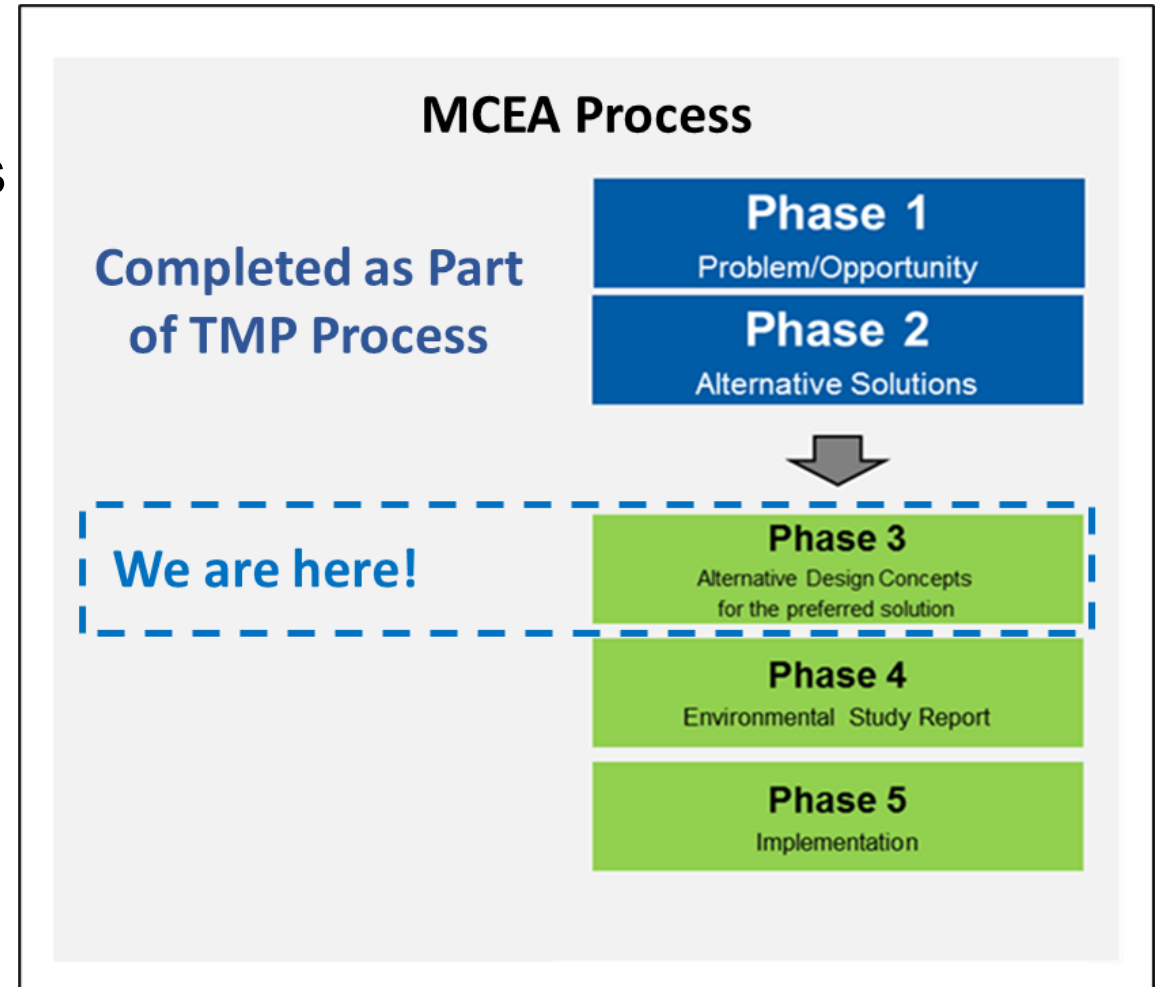 MCEA Process
s
Completed as Part
of TMP Process
Phase 1
Problem/Opportunity
Phase 2
Alternative Solutions
We are here!
Phase 3
Alternative Design Concepts
for the preferred solution
Phase 4
Environmental Study Report
Phase 5
Implementation